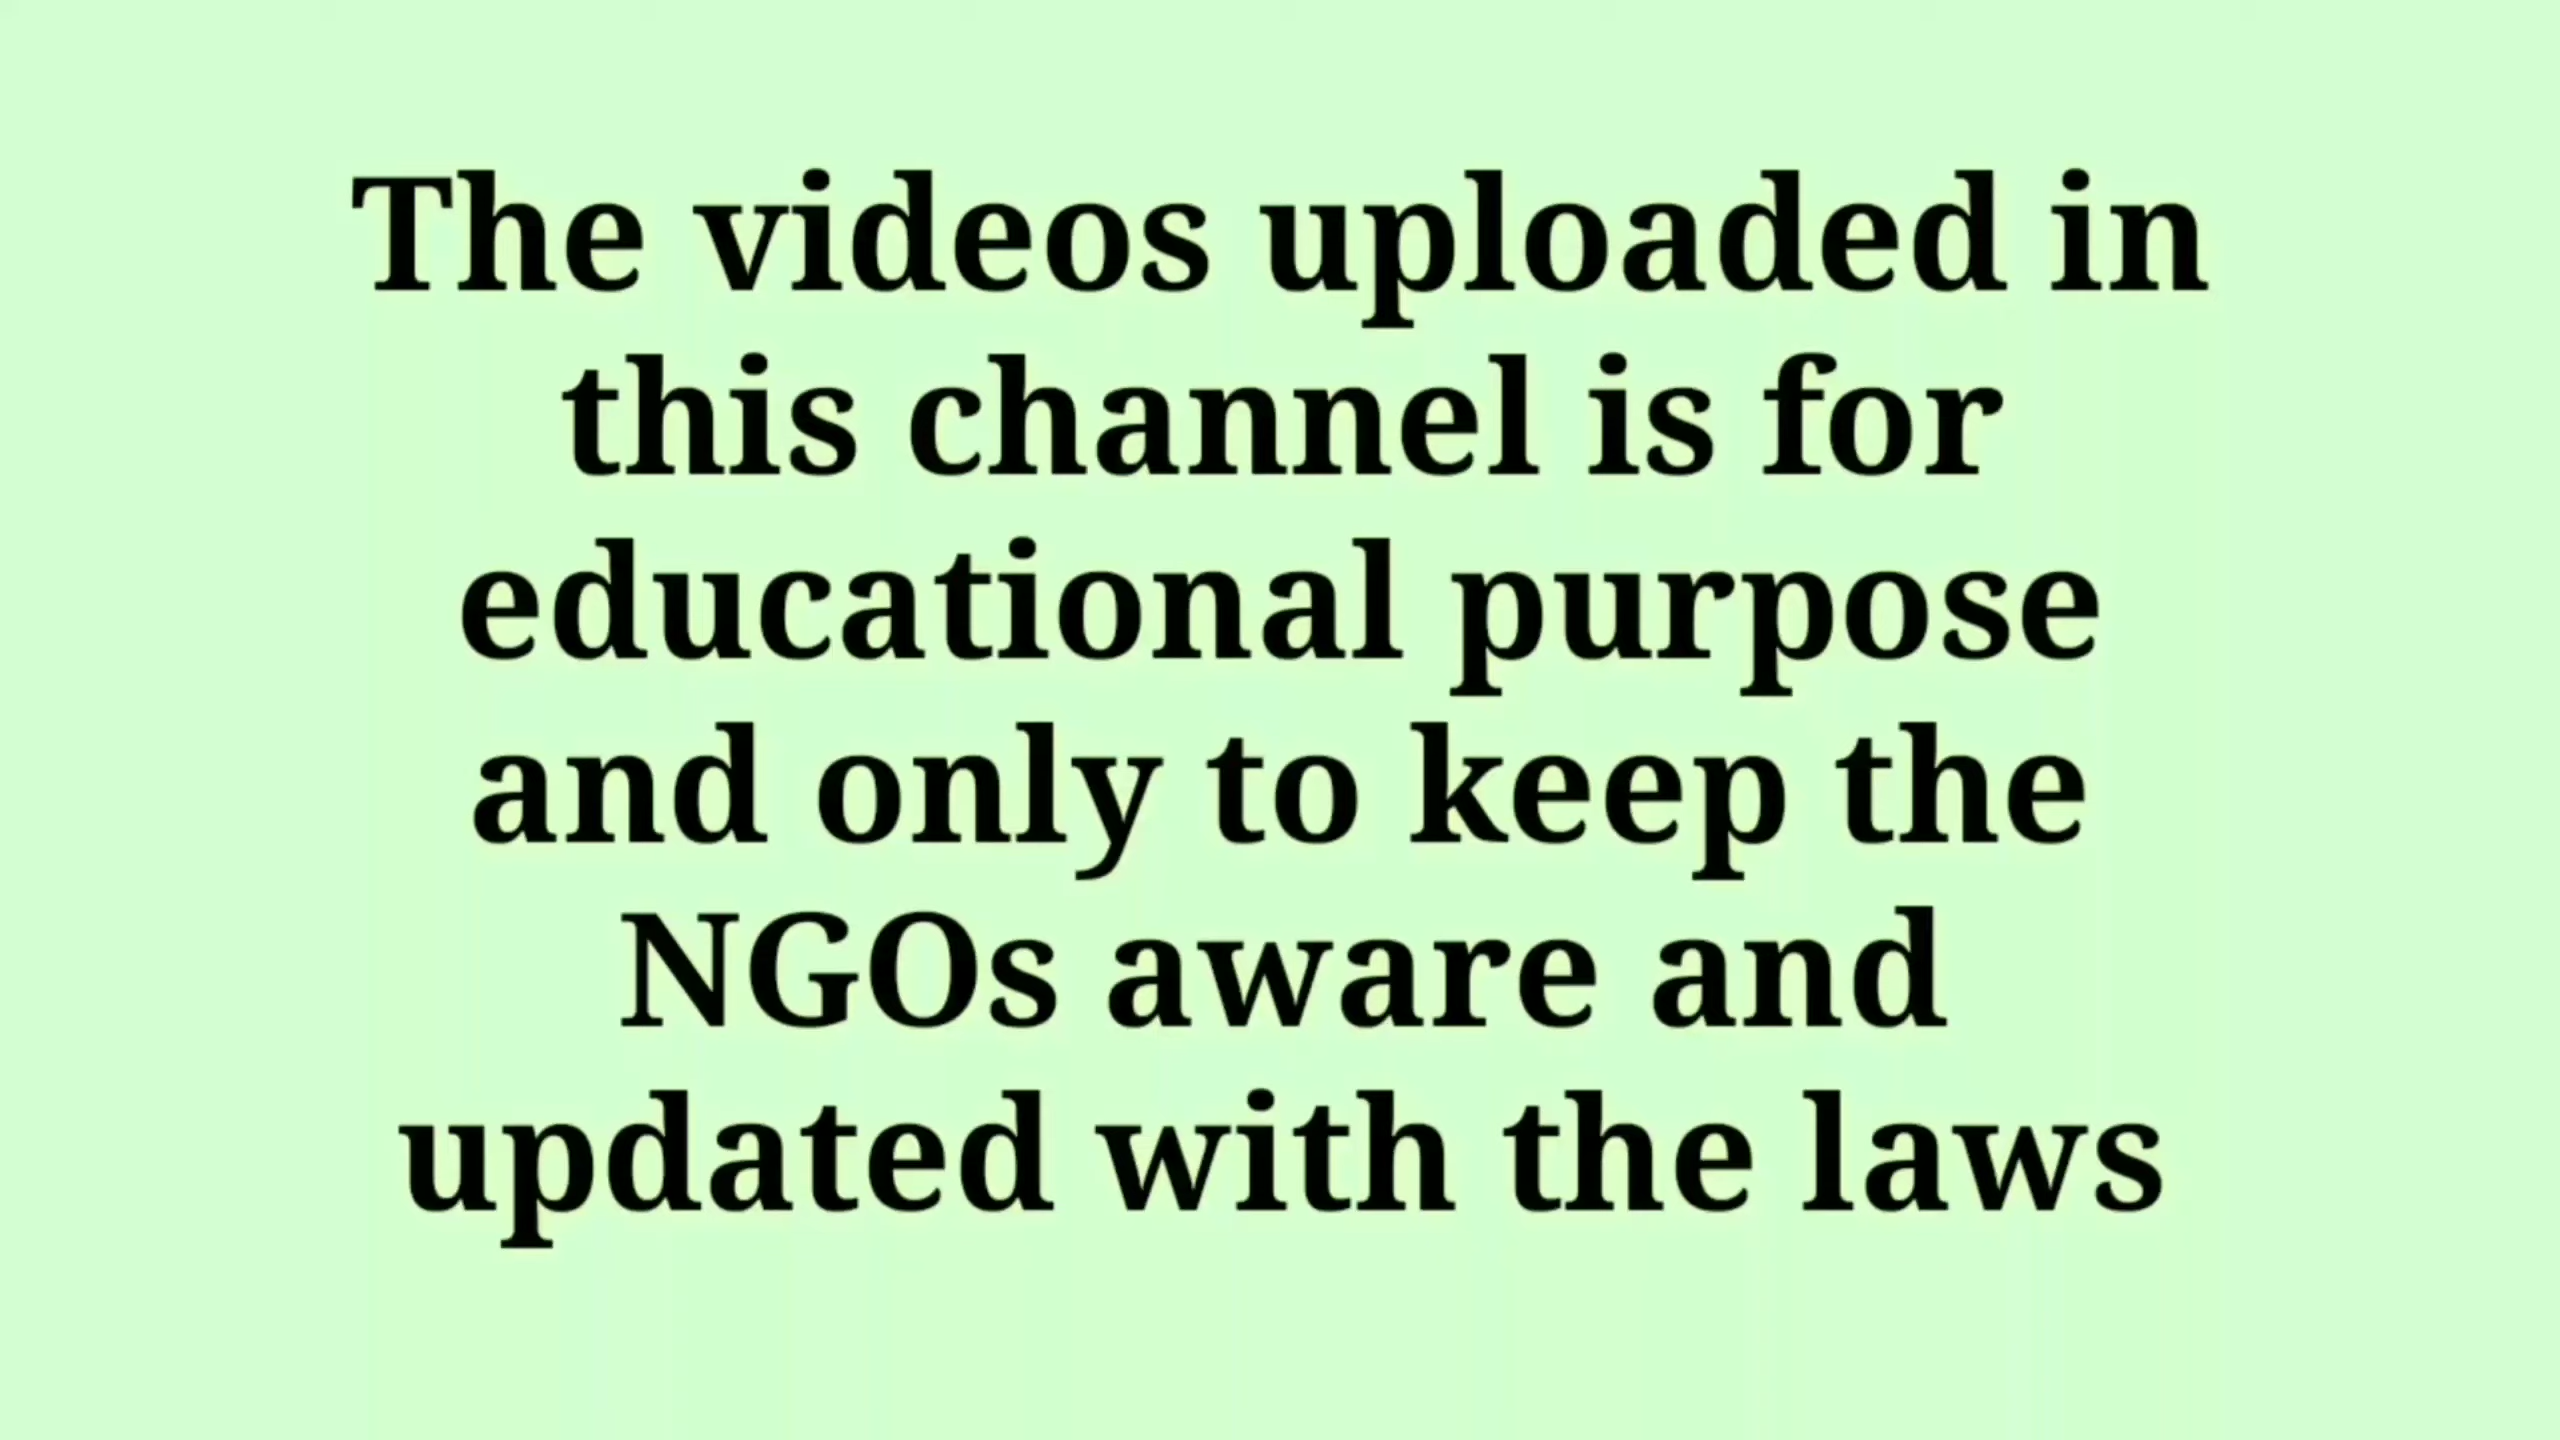 The videos uploaded in
this channel is for
educational purpose
and only to keep the
NGOs aware and
updated with the laws